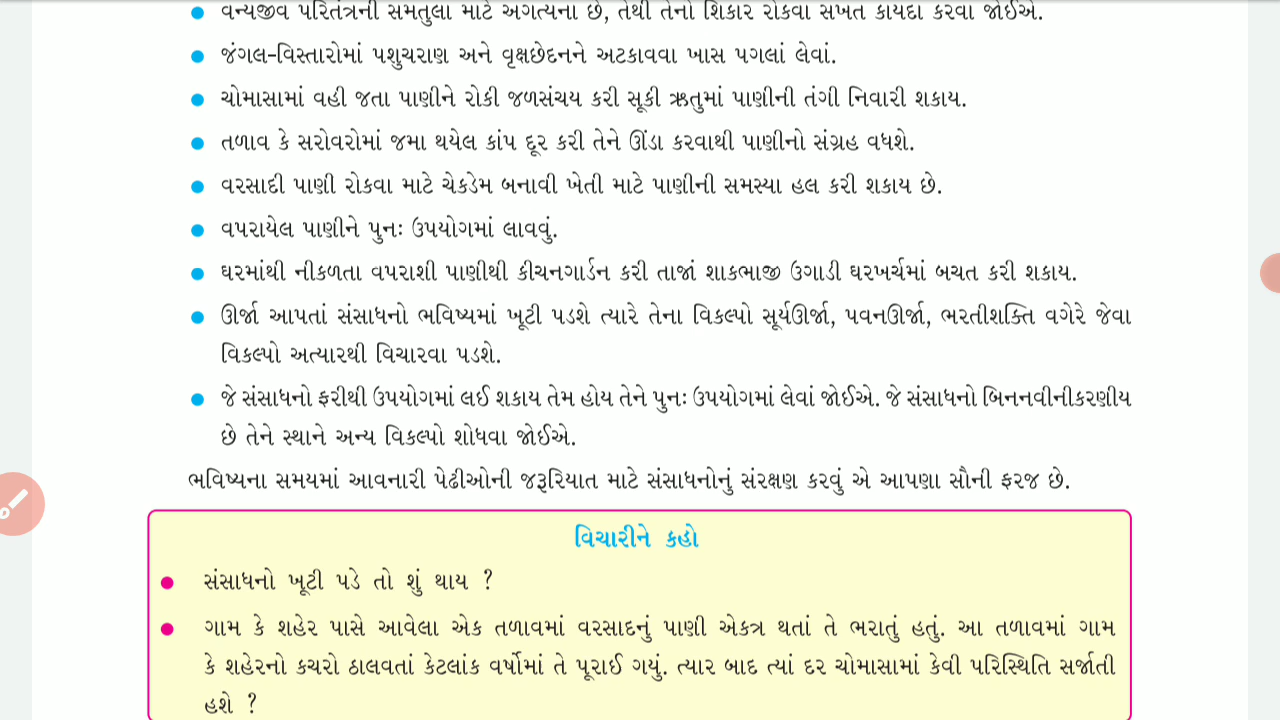 • વન્યજીવ પરિતંત્રની સમતુલા માટે અગત્યના છે, તેથી તેનો શિકાર રોકવા સખત કાયદા કરવા જોઈએ.
• જંગલ-વિસ્તારોમાં પશુચરાણ અને વૃક્ષછેદનને અટકાવવા ખાસ પગલાં લેવાં.
• ચોમાસામાં વહી જતા પાણીને રોકી જળસંચય કરી સૂકી ઋતુમાં પાણીની તંગી નિવારી શકાય.
• તળાવ કે સરોવરોમાં જમા થયેલ કાંપ દૂર કરી તેને ઊંડા કરવાથી પાણીનો સંગ્રહ વધશે.
• વરસાદી પાણી રોકવા માટે ચેકડેમ બનાવી ખેતી માટે પાણીની સમસ્યા હલ કરી શકાય છે.
• વપરાયેલ પાણીને પુનઃ ઉપયોગમાં લાવવું.
• ઘરમાંથી નીકળતા વપરાશી પાણીથી કીચનગાર્ડન કરી તાજાં શાકભાજી ઉગાડી ઘરખર્ચમાં બચત કરી શકાય.
• ઊર્જા આપતાં સંસાધનો ભવિષ્યમાં ખૂટી પડશે ત્યારે તેના વિકલ્પો સૂર્યઊર્જા, પવનઊર્જા, ભરતીશક્તિ વગેરે જેવા
વિકલ્પો અત્યારથી વિચારવા પડશે.
• જે સંસાધનો ફરીથી ઉપયોગમાં લઈ શકાય તેમ હોય તેને પુનઃ ઉપયોગમાં લેવાં જોઈએ. જે સંસાધનો બિનનવીનીકરણીય
છે તેને સ્થાને અન્ય વિકલ્પો શોધવા જોઈએ.
ભવિષ્યના સમયમાં આવનારી પેઢીઓની જરૂરિયાત માટે સંસાધનોનું સંરક્ષણ કરવું એ આપણા સૌની ફરજ છે.
વિચારીને કહો
• સંસાધનો ખૂટી પડે તો શું થાય ?
• ગામ કે શહેર પાસે આવેલા એક તળાવમાં વરસાદનું પાણી એકત્ર થતાં તે ભરાતું હતું. આ તળાવમાં ગામ
કે શહેરનો કચરો ઠાલવતાં કેટલાંક વર્ષોમાં તે પૂરાઈ ગયું. ત્યાર બાદ ત્યાં દર ચોમાસામાં કેવી પરિસ્થિતિ સર્જાતી
હશે ?